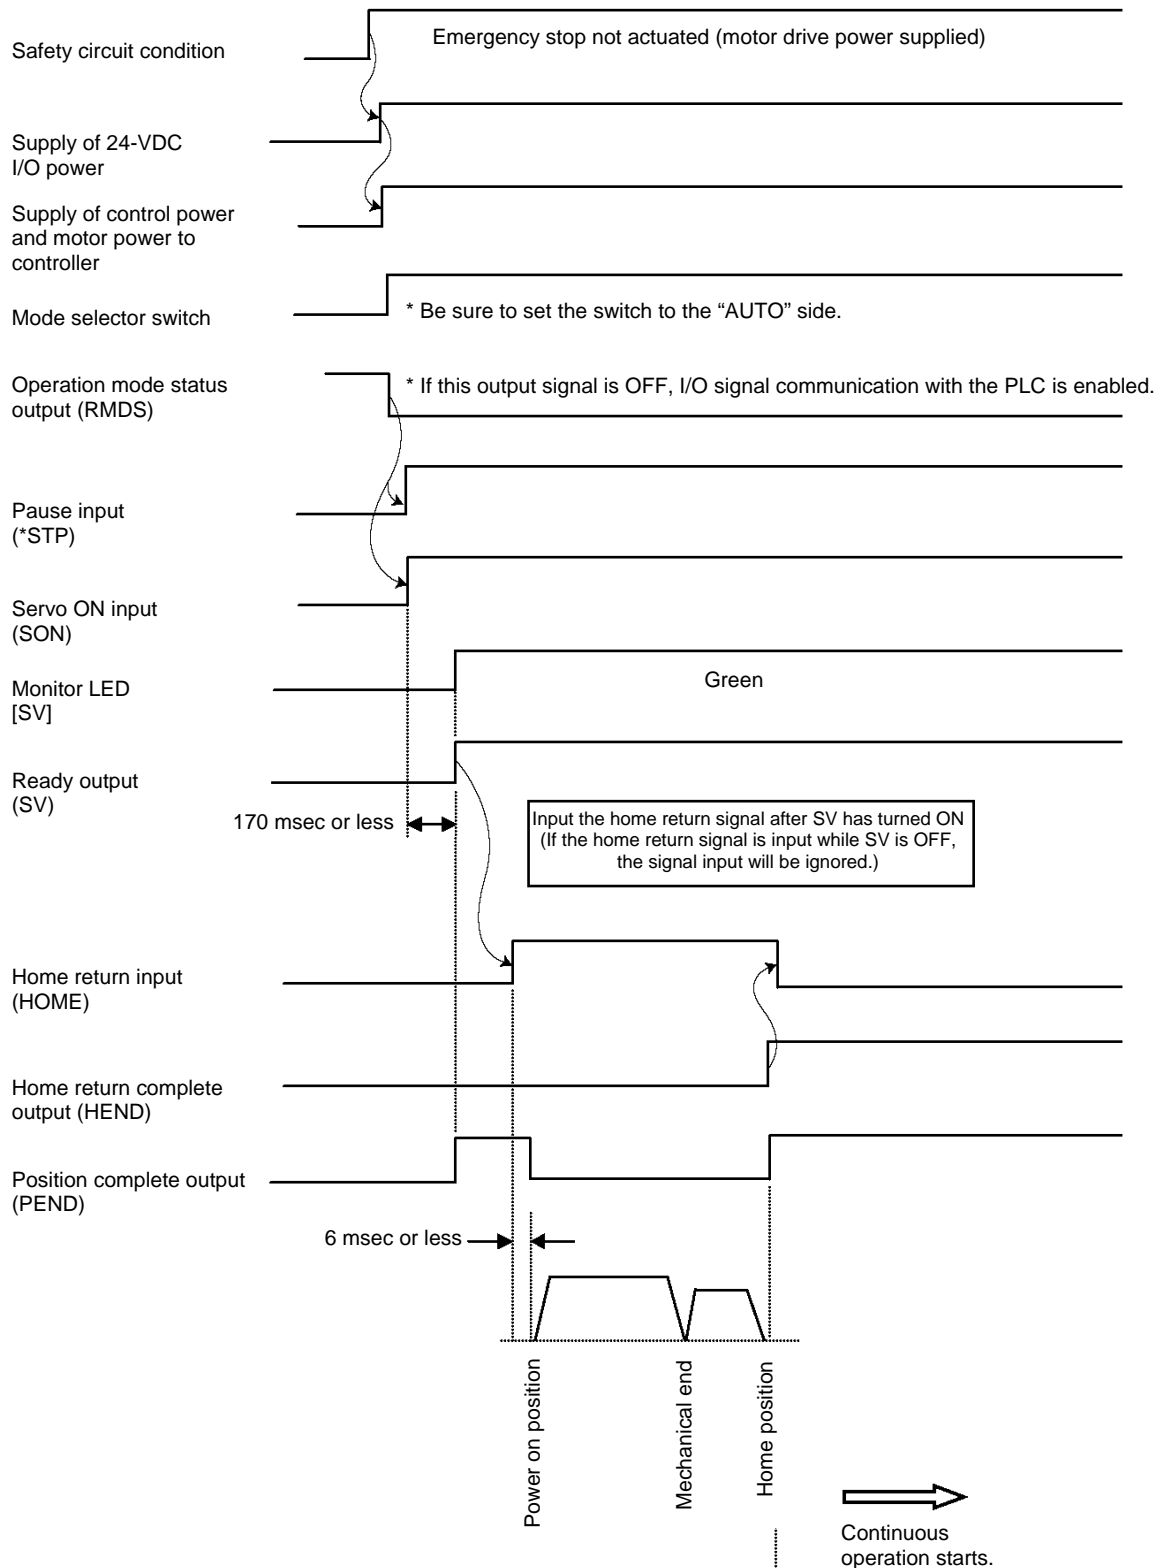 Safety circuit condition
Emergency stop not actuated (motor drive power supplied)
Supply of 24-VDC
I/O power
Supply of control power
and motor power to
controller
Mode selector switch
* Be sure to set the switch to the “AUTO” side.
Operation mode status
output (RMDS)
* If this output signal is OFF, I/O signal communication with the PLC is enabled.
Pause input
(*STP)
Servo ON input
(SON)
Monitor LED
[SV]
Green
Ready output
(SV)
170 msec or less
Input the home return signal after SV has turned ON
(If the home return signal is input while SV is OFF,
the signal input will be ignored.)
Home return input
(HOME)
Home return complete
output (HEND)
Position complete output
(PEND)
6 msec or less
Power on position
Mechanical end
Home position
Continuous
operation starts.